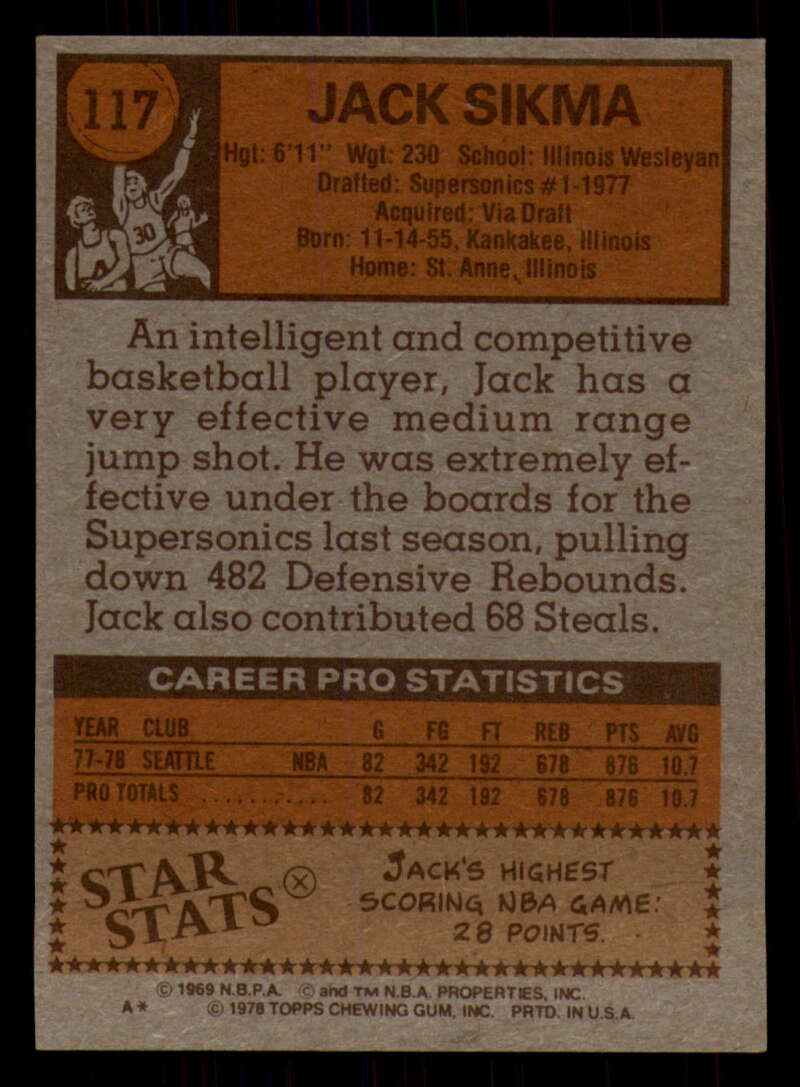 117
JACK SIKMA
Hgt: 6'11" Wgt: 230 School: Illinois Wesleyan
Drafted: Supersonics #1-1977
Acquired: Via Draft
Born: 11-14-55, Kankakee, Illinois
Home: St. Anne, Illinois
30
An intelligent and competitive
basketball player, Jack has a
very effective medium range
jump shot. He was extremely ef-
fective under the boards for the
Supersonics last season, pulling
down 482 Defensive Rebounds.
Jack also contributed 68 Steals.
CAREER PRO STATISTICS
YEAR CLUB G FG FT REB PTS AVG
77-78 SEATTLE NBA 82 342 192 678 876 10.7
PRO TOTALS ............ 82 342 192 678 876 10.7
STAR
STATS
JACK'S HIGHEST
SCORING NBA GAME:
28 POINTS.
© 1969 N.B.P.A. © and TM N.B.A. PROPERTIES, INC.
A* © 1978 TOPPS CHEWING GUM, INC. PRTD. IN U.S.A.